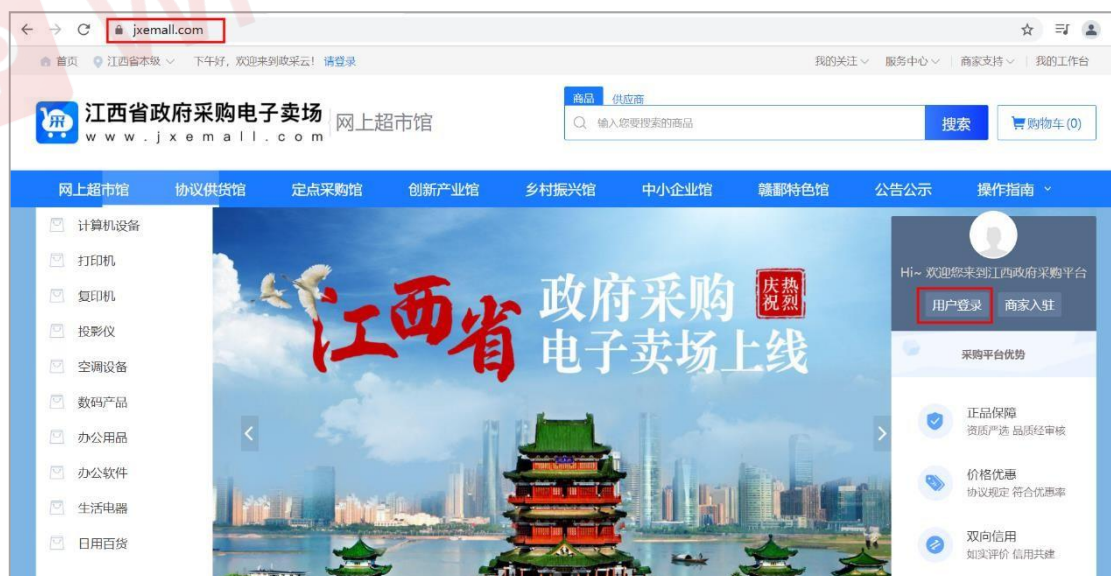 jxemall.com
首页 江西省本级 下午好，欢迎来到政采云！ 请登录 我的关注 服务中心 商家支持 我的工作台
商品 供应商
江西省政府采购电子卖场
www.jxemall.com
网上超市馆
输入您要搜索的商品 搜索 购物车(0)
网上超市馆 协议供货馆 定点采购馆 创新产业馆 乡村振兴馆 中小企业馆 赣鄱特色馆 公告公示 操作指南
计算机设备
打印机
复印机
投影仪
空调设备
数码产品
办公用品
办公软件
生活电器
日用百货
江西省
政府采购
热烈庆祝
电子卖场上线
Hi~ 欢迎您来到江西政府采购平台
用户登录 商家入驻
采购平台优势
正品保障
资质严选 品质经审核
价格优惠
协议规定 符合优惠率
双向信用
如实评价 信用共建